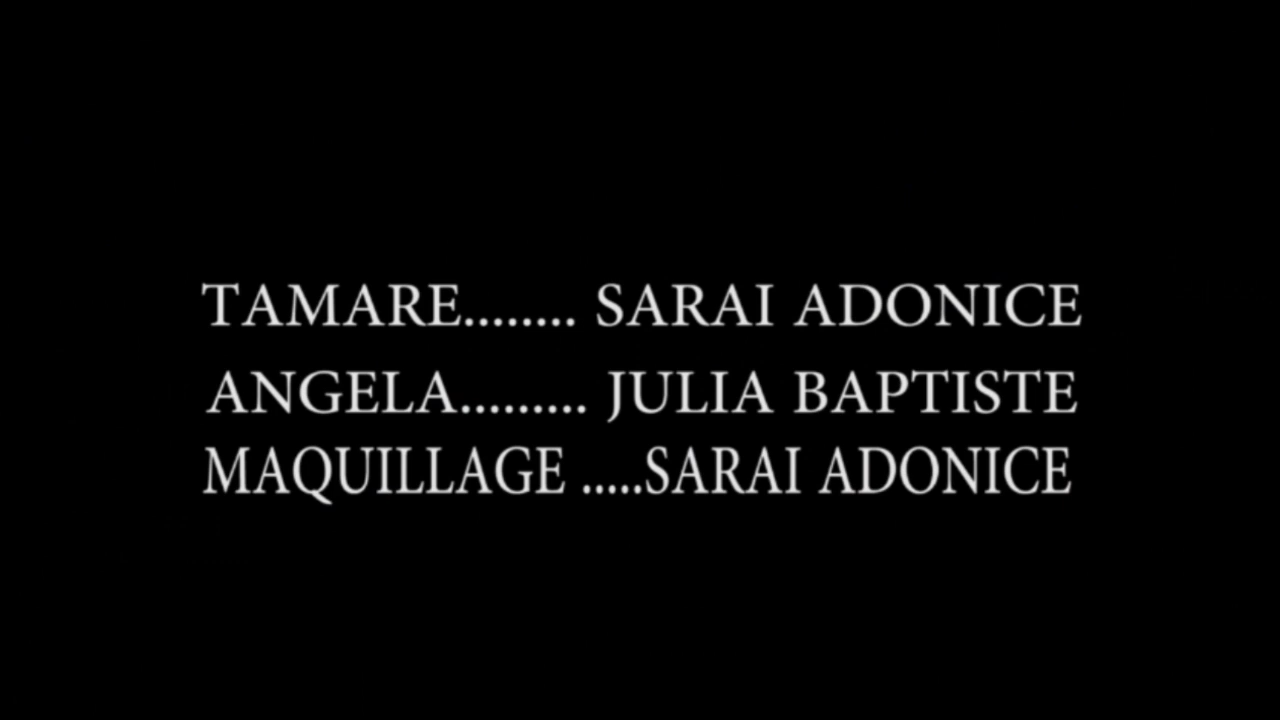 TAMARE........ SARAI ADONICE
ANGELA......... JULIA BAPTISTE
MAQUILLAGE .....SARAI ADONICE